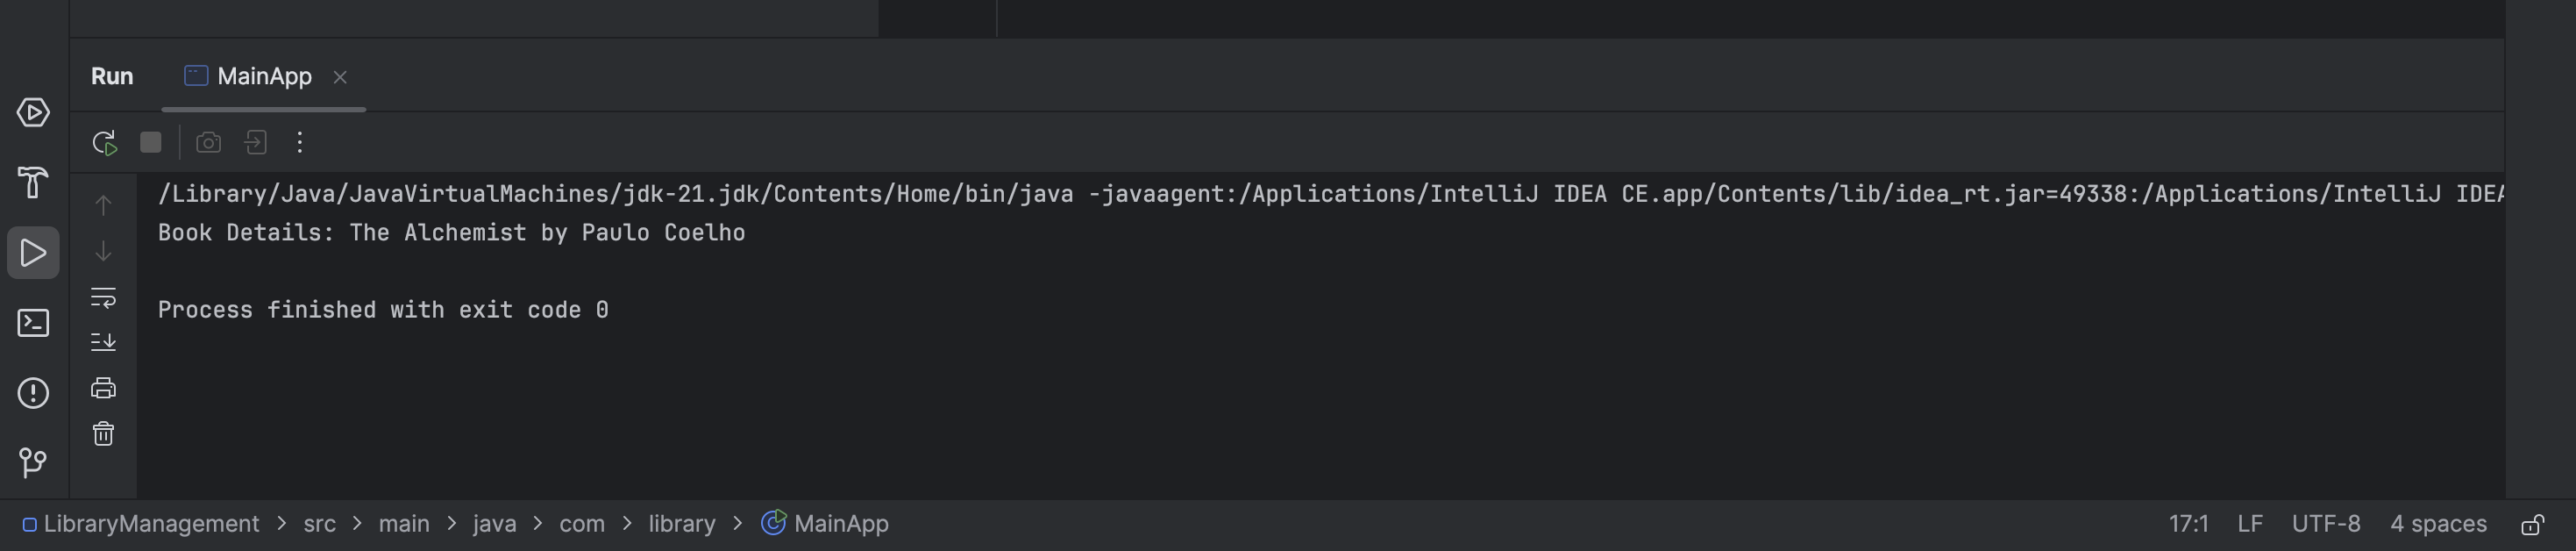 Run MainApp
/Library/Java/JavaVirtualMachines/jdk-21.jdk/Contents/Home/bin/java -javaagent:/Applications/IntelliJ IDEA CE.app/Contents/lib/idea_rt.jar=49338:/Applications/IntelliJ IDEA
Book Details: The Alchemist by Paulo Coelho
Process finished with exit code 0
LibraryManagement > src > main > java > com > library > MainApp 17:1 LF UTF-8 4 spaces